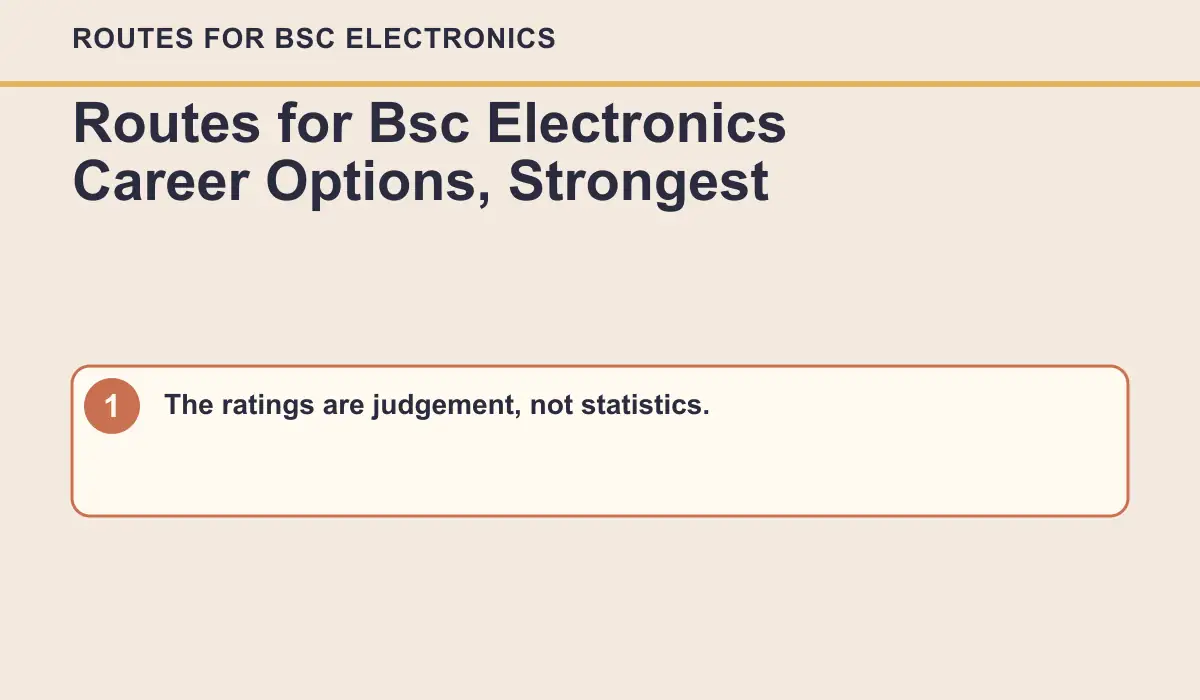 ROUTES FOR BSC ELECTRONICS
Routes for Bsc Electronics
Career Options, Strongest
1 The ratings are judgement, not statistics.